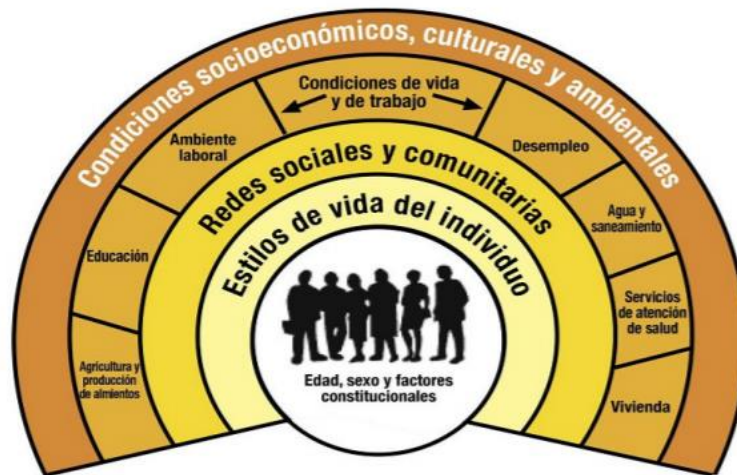 Condiciones socioeconómicos, culturales y ambientales
Condiciones de vida
y de trabajo
Ambiente
laboral
Desempleo
Redes sociales y comunitarias
Agua y
saneamiento
Educación
Estilos de vida del individuo
Servicios
de atención
de salud
Agricultura y
producción
de almientos
Edad, sexo y factores
constitucionales
Vivienda